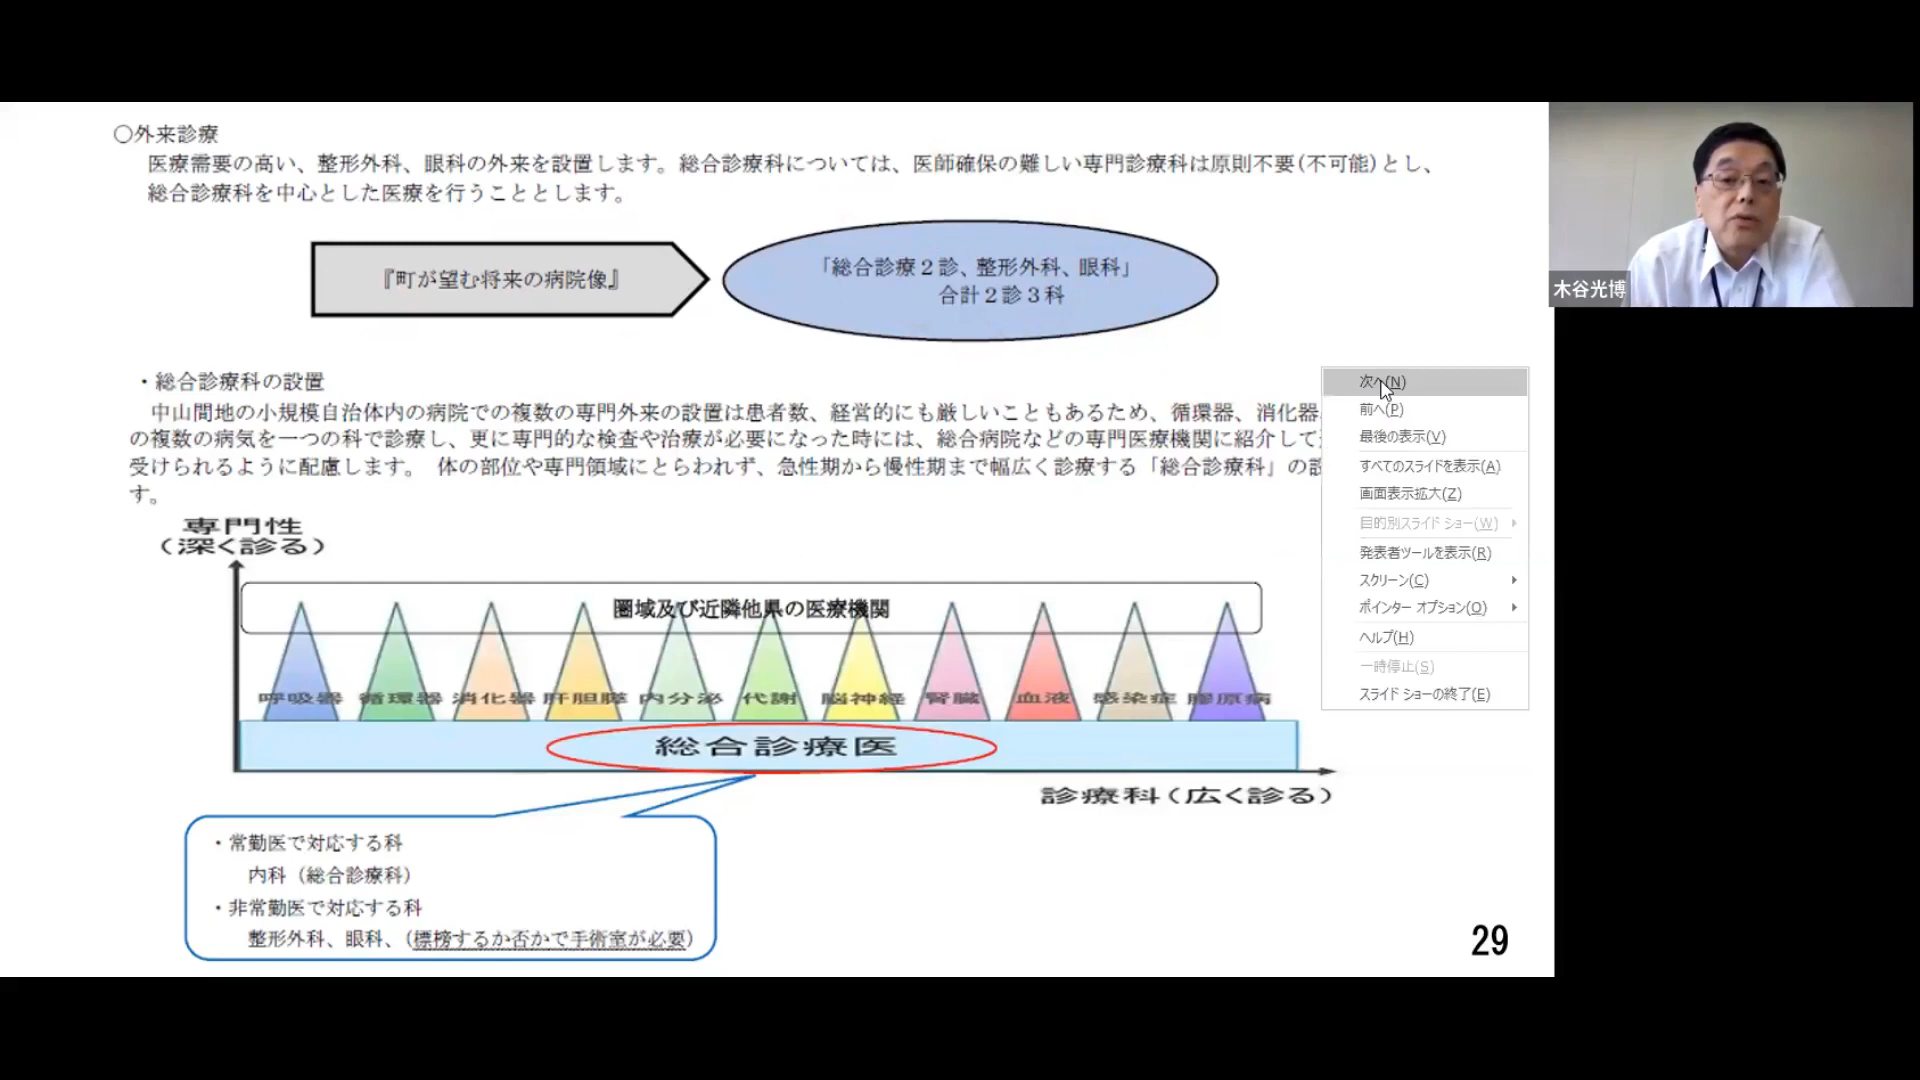 ○外来診療
医療需要の高い、整形外科、眼科の外来を設置します。総合診療科については、医師確保の難しい専門診療科は原則不要(不可能)とし、
総合診療科を中心とした医療を行うこととします。
『町が望む将来の病院像』
「総合診療２診、整形外科、眼科」
合計２診３科
・総合診療科の設置
中山間地の小規模自治体内の病院での複数の専門外来の設置は患者数、経営的にも厳しいこともあるため、循環器、消化器
の複数の病気を一つの科で診療し、更に専門的な検査や治療が必要になった時には、総合病院などの専門医療機関に紹介して
受けられるように配慮します。　体の部位や専門領域にとらわれず、急性期から慢性期まで幅広く診療する「総合診療科」の
す。
専門性
（深く診る）
圏域及び近隣他県の医療機関
呼吸器 循環器 消化器 肝胆膵 内分泌 代謝 脳神経 腎臓 血液 感染症 膠原病
総合診療医
診療科（広く診る）
・常勤医で対応する科
内科（総合診療科）
・非常勤医で対応する科
整形外科、眼科、（標榜するか否かで手術室が必要）
29
次へ(N)
前へ(P)
最後の表示(V)
すべてのスライドを表示(A)
画面表示拡大(Z)
目的別スライド ショー(W)
発表者ツールを表示(R)
スクリーン(C)
ポインター オプション(O)
ヘルプ(H)
一時停止(S)
スライド ショーの終了(E)
木谷光博